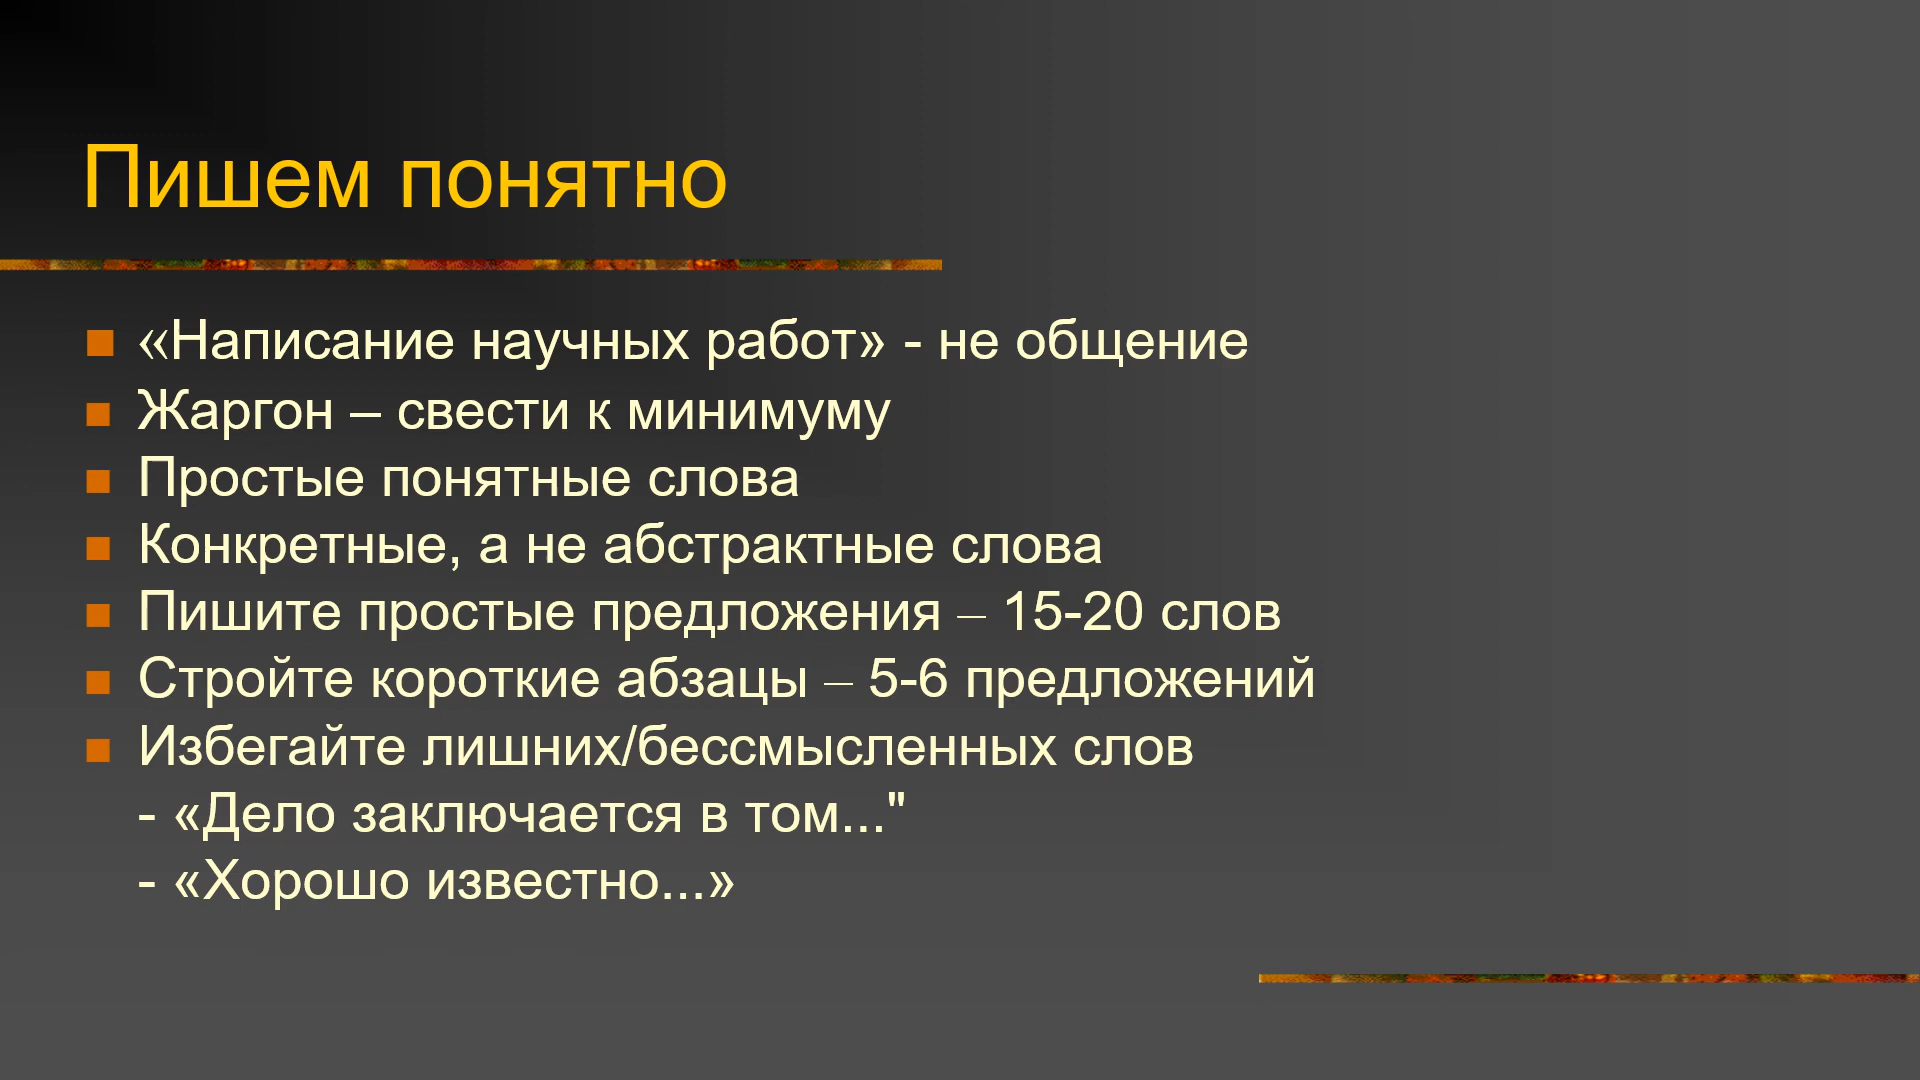 Пишем понятно
«Написание научных работ» - не общение
Жаргон – свести к минимуму
Простые понятные слова
Конкретные, а не абстрактные слова
Пишите простые предложения – 15-20 слов
Стройте короткие абзацы – 5-6 предложений
Избегайте лишних/бессмысленных слов
- «Дело заключается в том..."
- «Хорошо известно...»